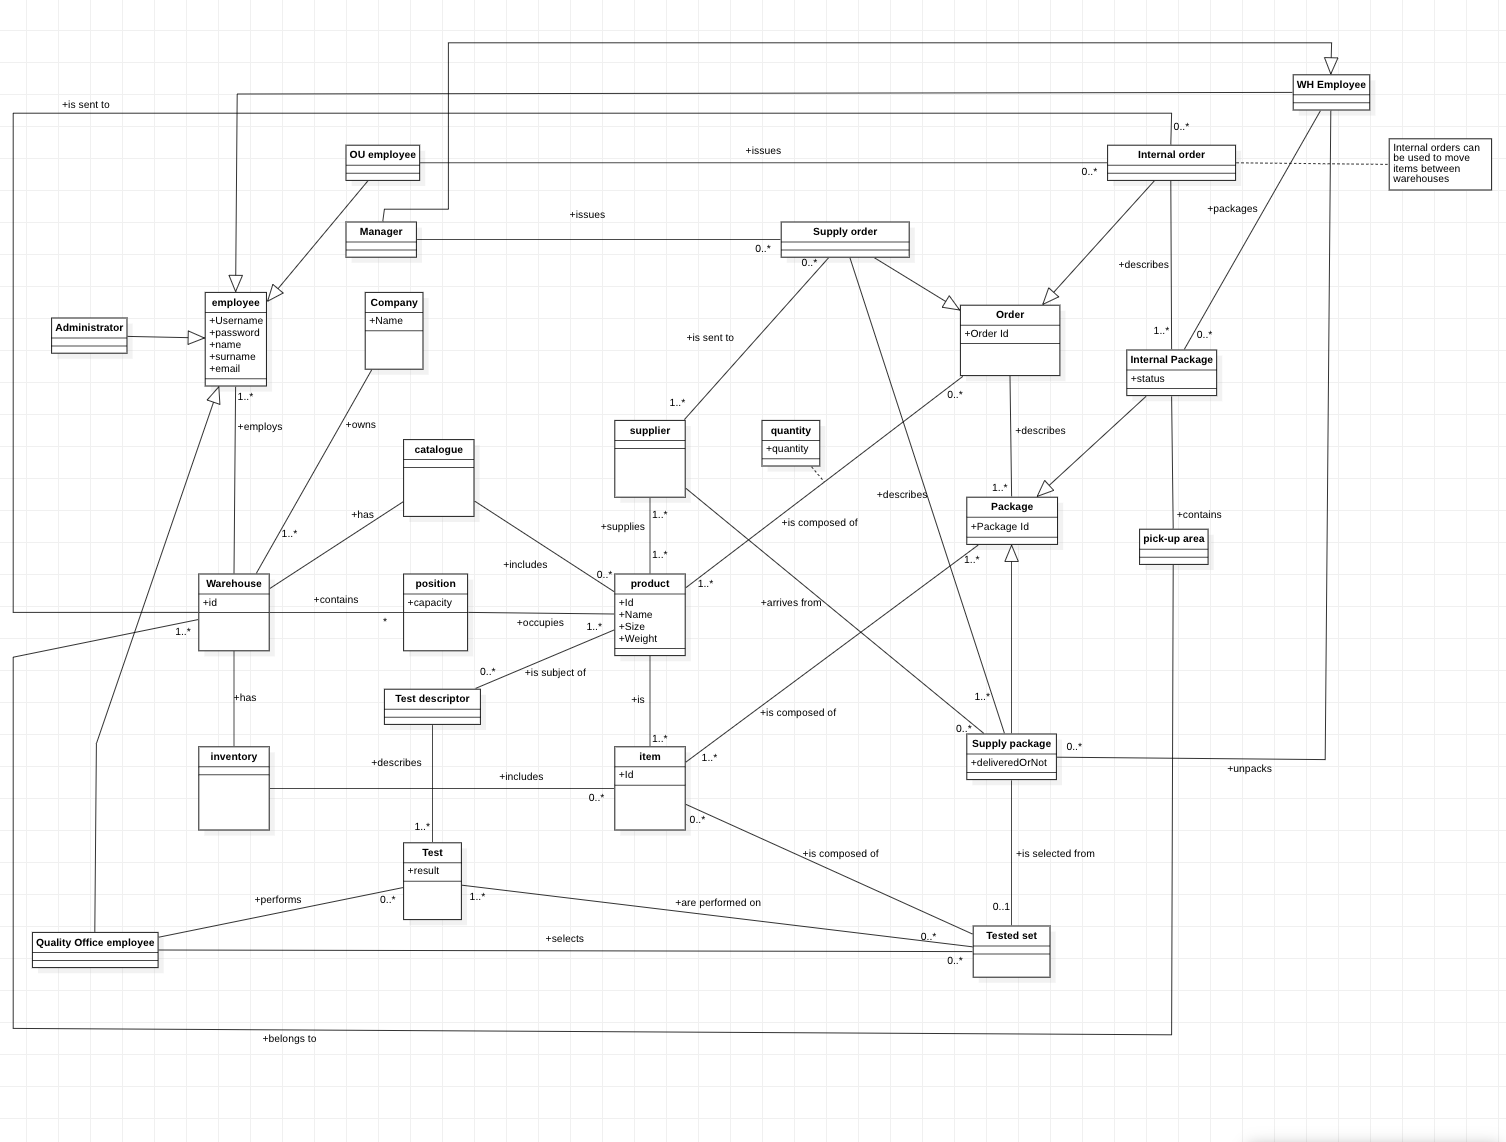 WH Employee
+is sent to
0..*
OU employee
+issues
Internal order
0..*
Internal orders can
be used to move
items between
warehouses
+packages
+issues
Manager
Supply order
0..*
0..*
+describes
employee
+Username
+password
+name
+surname
+email
Company
+Name
Order
+Order Id
Administrator
+is sent to
1..*
0..*
Internal Package
+status
1..*
0..*
1..*
+employs
+owns
supplier
quantity
+quantity
+describes
catalogue
1..*
+describes
Package
+Package Id
+has
1..*
+supplies
+is composed of
+contains
1..*
pick-up area
1..*
1..*
+includes
0..*
Warehouse
+id
position
+capacity
product
+Id
+Name
+Size
+Weight
1..*
+contains
+arrives from
*
+occupies
1..*
1..*
0..*
+is subject of
+has
Test descriptor
+is
1..*
+is composed of
0..*
1..*
Supply package
+deliveredOrNot
0..*
inventory
item
+Id
1..*
+describes
+includes
+unpacks
0..*
0..*
1..*
Test
+result
+is composed of
+is selected from
+performs
0..*
1..*
+are performed on
0..1
Quality Office employee
+selects
0..*
Tested set
0..*
+belongs to